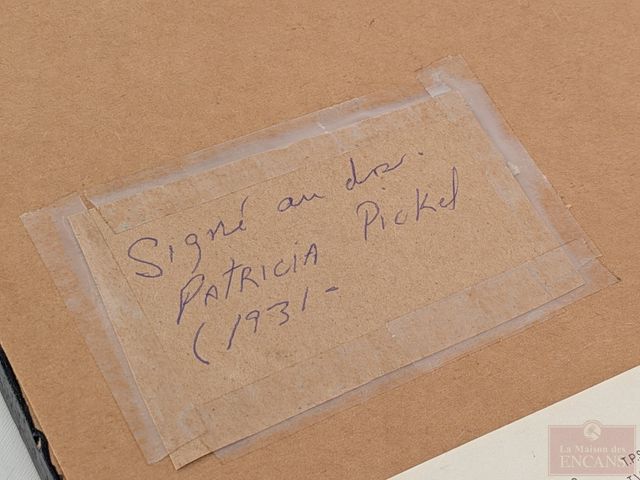 Signé au dos.
PATRICIA Pickel
(1931-
La Maison des
ENCANS
T.P.S